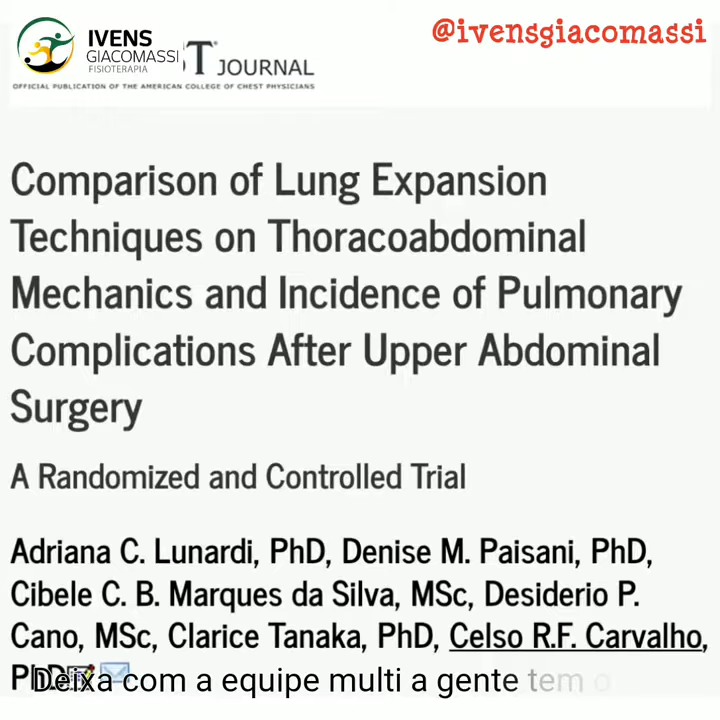 @ivensgiacomassi
IVENS
GIACOMASSI
FISIOTERAPIA
T JOURNAL
OFFICIAL PUBLICATION OF THE AMERICAN COLLEGE OF CHEST PHYSICIANS
Comparison of Lung Expansion
Techniques on Thoracoabdominal
Mechanics and Incidence of Pulmonary
Complications After Upper Abdominal
Surgery
A Randomized and Controlled Trial
Adriana C. Lunardi, PhD, Denise M. Paisani, PhD,
Cibele C. B. Marques da Silva, MSc, Desiderio P.
Cano, MSc, Clarice Tanaka, PhD, Celso R.F. Carvalho,
PhD
Deixa com a equipe multi a gente tem o